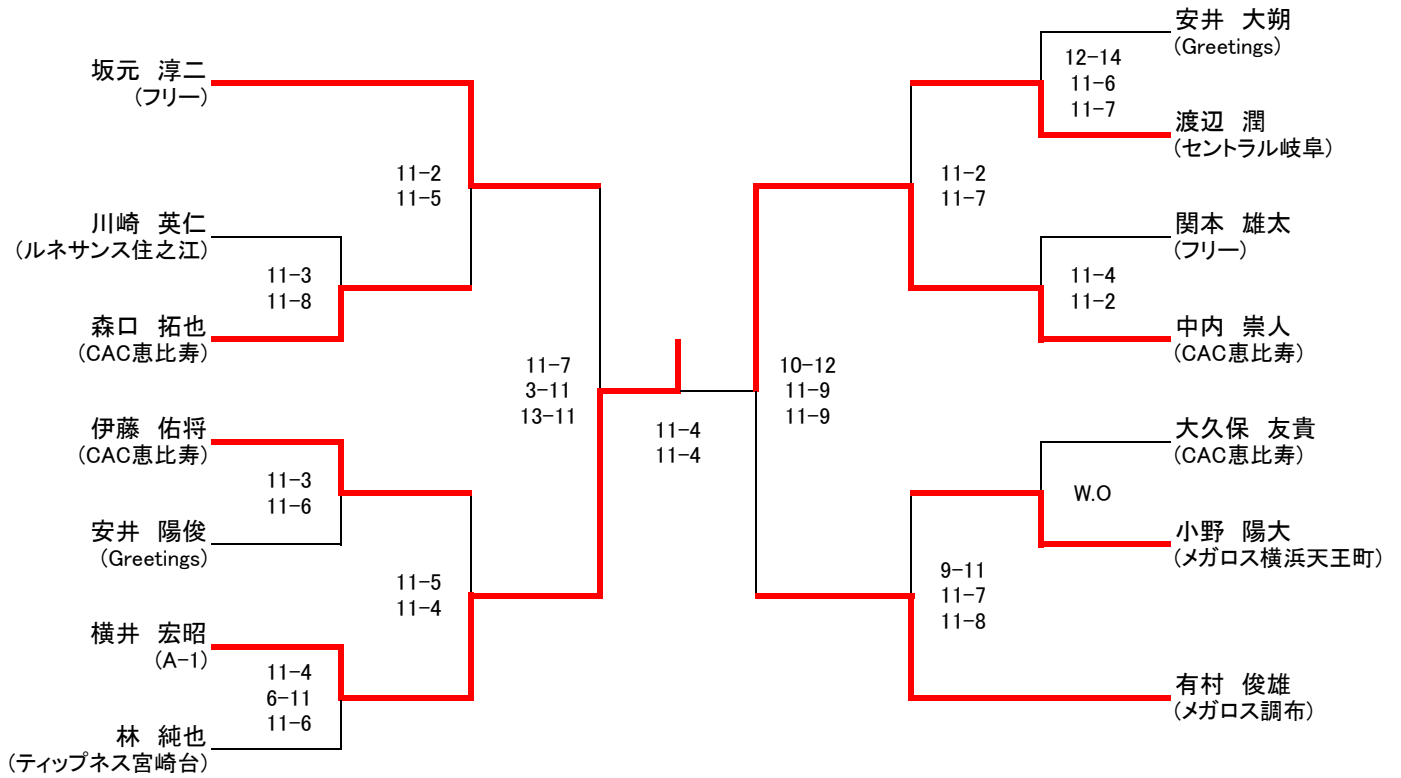 坂元 淳二
(フリー)
11-2
11-5
川崎 英仁
(ルネサンス住之江)
11-3
11-8
森口 拓也
(CAC恵比寿)
11-7
3-11
13-11
伊藤 佑将
(CAC恵比寿)
11-3
11-6
安井 陽俊
(Greetings)
11-5
11-4
横井 宏昭
(A-1)
11-4
6-11
11-6
林 純也
(ティップネス宮崎台)
11-4
11-4
安井 大朔
(Greetings)
12-14
11-6
11-7
渡辺 潤
(セントラル岐阜)
11-2
11-7
関本 雄太
(フリー)
11-4
11-2
中内 崇人
(CAC恵比寿)
10-12
11-9
11-9
大久保 友貴
(CAC恵比寿)
W.O
小野 陽大
(メガロス横浜天王町)
9-11
11-7
11-8
有村 俊雄
(メガロス調布)